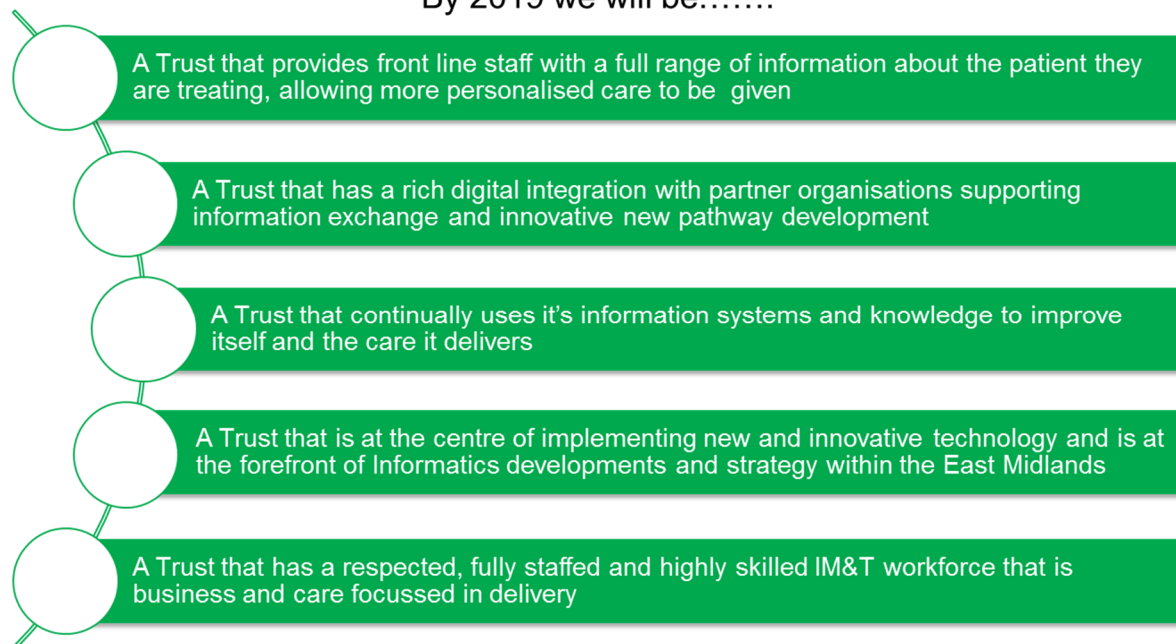 By 2019 we will be.......
A Trust that provides front line staff with a full range of information about the patient they
are treating, allowing more personalised care to be given
A Trust that has a rich digital integration with partner organisations supporting
information exchange and innovative new pathway development
A Trust that continually uses it's information systems and knowledge to improve
itself and the care it delivers
A Trust that is at the centre of implementing new and innovative technology and is at
the forefront of Informatics developments and strategy within the East Midlands
A Trust that has a respected, fully staffed and highly skilled IM&T workforce that is
business and care focussed in delivery